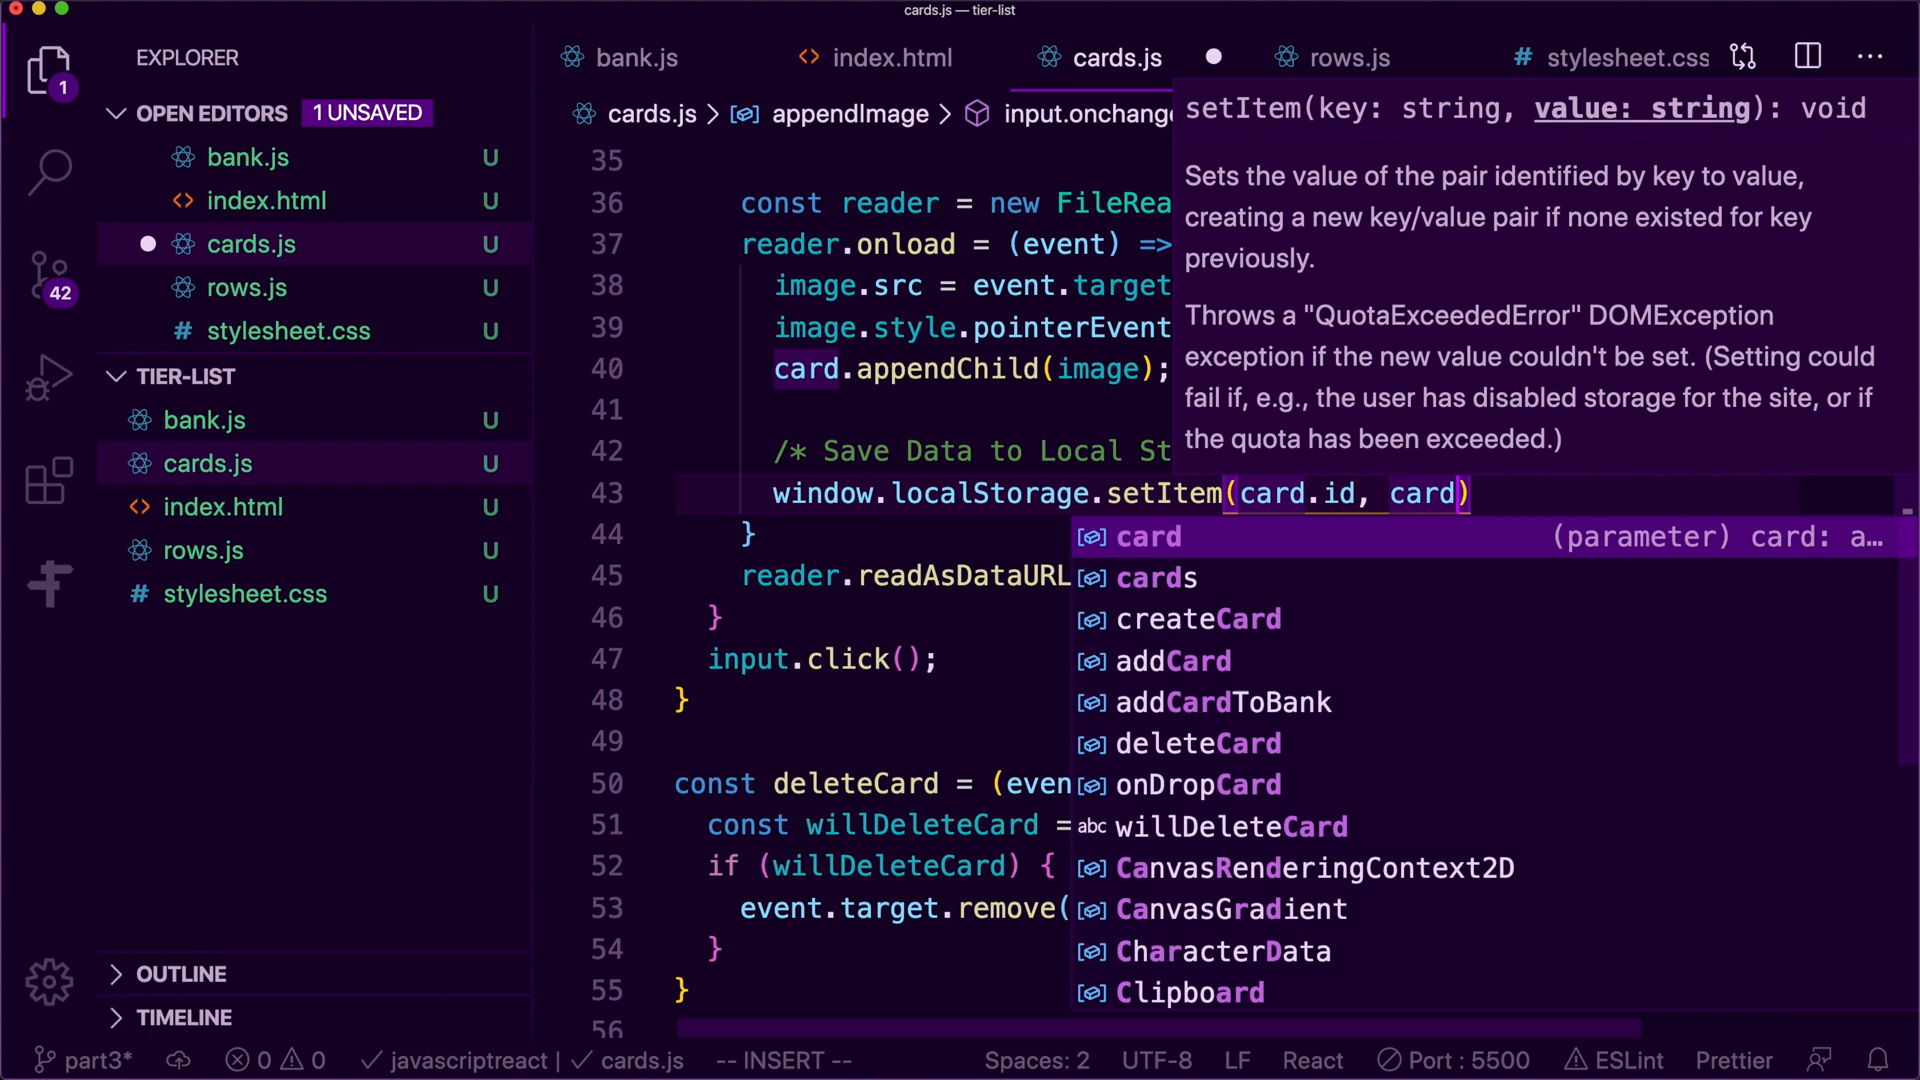 cards.js — tier-list
EXPLORER
1
OPEN EDITORS
1 UNSAVED
bank.js U
index.html U
cards.js U
rows.js U
stylesheet.css U
42
TIER-LIST
bank.js U
cards.js U
index.html U
rows.js U
stylesheet.css U
OUTLINE
TIMELINE
bank.js
index.html
cards.js
rows.js
stylesheet.css
cards.js > appendImage > input.onchange
35
36 const reader = new FileRea
37 reader.onload = (event) =>
38 image.src = event.target
39 image.style.pointerEvent
40 card.appendChild(image);
41
42 /* Save Data to Local St
43 window.localStorage.setItem(card.id, card)
44 }
45 reader.readAsDataURL
46 }
47 input.click();
48 }
49
50 const deleteCard = (even
51 const willDeleteCard =
52 if (willDeleteCard) {
53 event.target.remove(
54 }
55 }
56
setItem(key: string, value: string): void
Sets the value of the pair identified by key to value,
creating a new key/value pair if none existed for key
previously.
Throws a "QuotaExceededError" DOMException
exception if the new value couldn't be set. (Setting could
fail if, e.g., the user has disabled storage for the site, or if
the quota has been exceeded.)
card (parameter) card: a…
cards
createCard
addCard
addCardToBank
deleteCard
onDropCard
abc willDeleteCard
CanvasRenderingContext2D
CanvasGradient
CharacterData
Clipboard
part3* 0 0 javascriptreact | cards.js -- INSERT -- Spaces: 2 UTF-8 LF React Port : 5500 ESLint Prettier